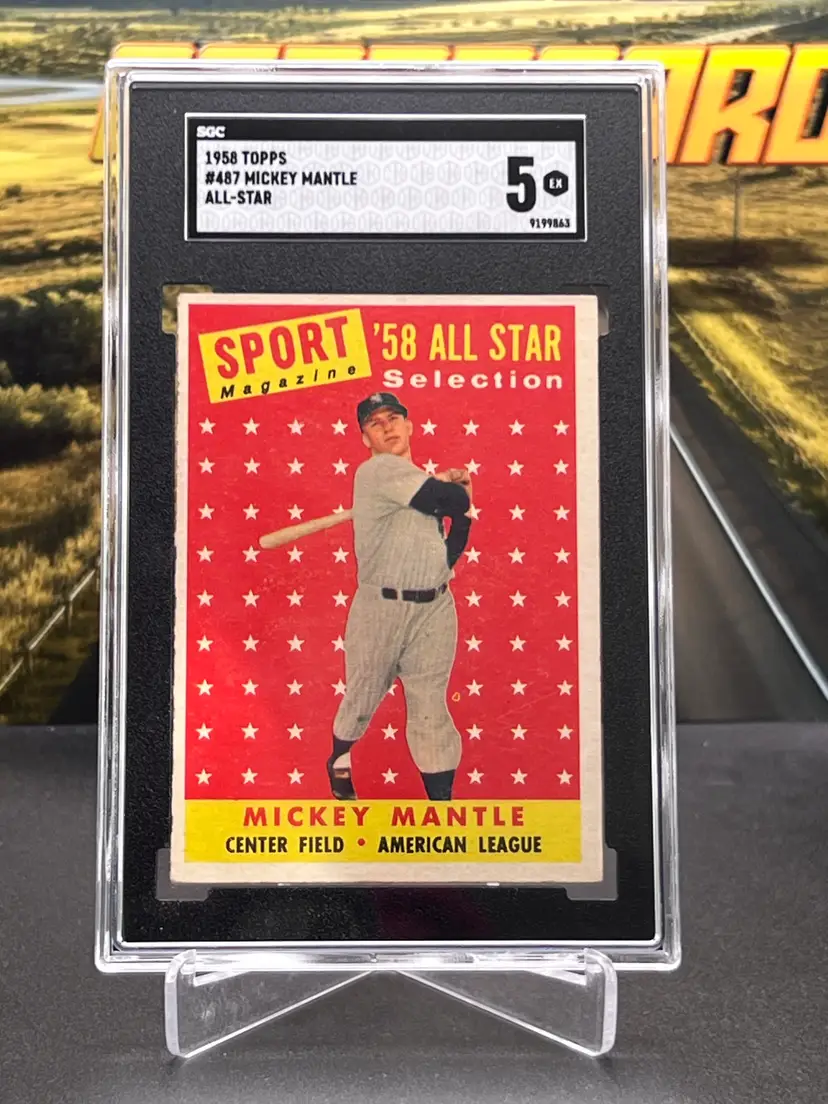 SGC
1958 TOPPS
#487 MICKEY MANTLE
ALL-STAR
5 EX
9199863
SPORT
Magazine
'58 ALL STAR
Selection
MICKEY MANTLE
CENTER FIELD • AMERICAN LEAGUE